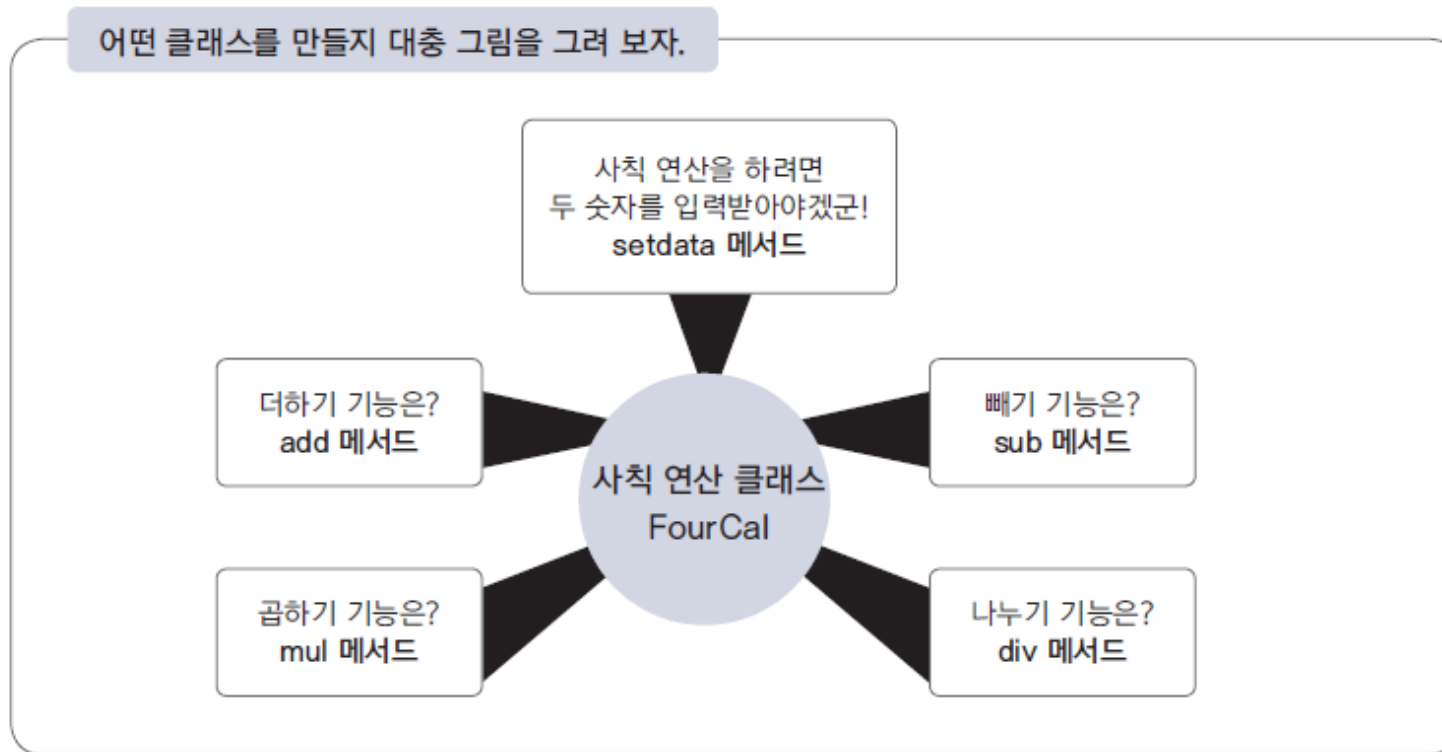 어떤 클래스를 만들지 대충 그림을 그려 보자.
사칙 연산을 하려면
두 숫자를 입력받아야겠군!
setdata 메서드
더하기 기능은?
add 메서드
빼기 기능은?
sub 메서드
사칙 연산 클래스
FourCal
곱하기 기능은?
mul 메서드
나누기 기능은?
div 메서드